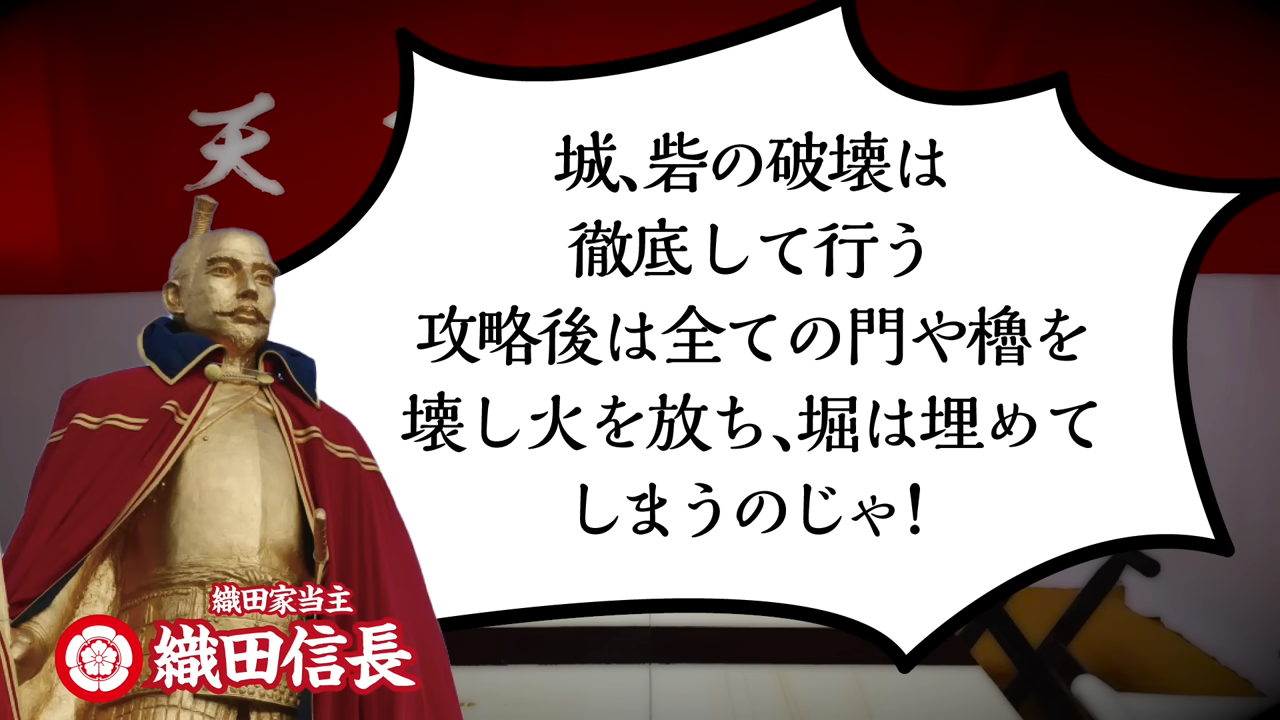 天
城、砦の破壊は
徹底して行う
攻略後は全ての門や櫓を
壊し火を放ち、堀は埋めて
しまうのじゃ!
織田家当主
織田信長